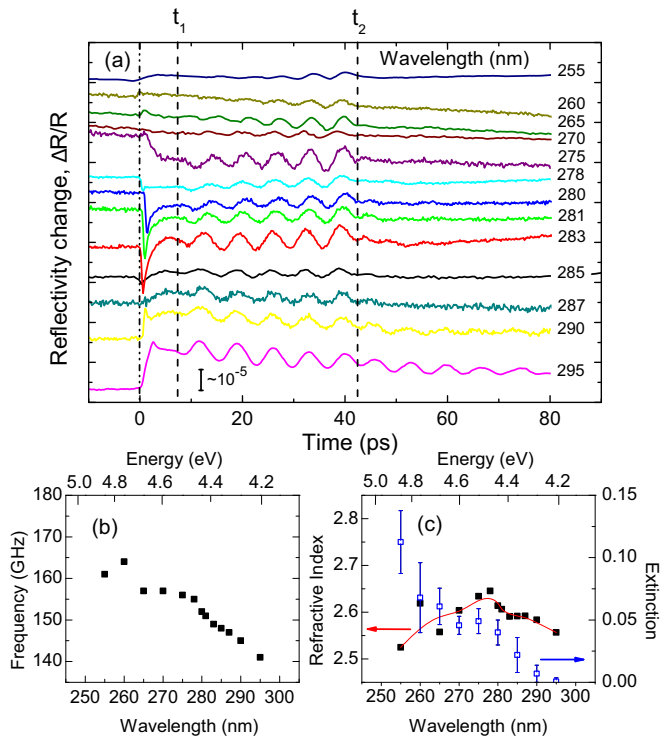 t1 t2
(a) Wavelength (nm)
255
260
265
270
275
278
280
281
283
285
287
290
295
~10-5
Reflectivity change, ΔR/R
-10 0 10 20 30 40 50 60 70 80
Time (ps)
Energy (eV)
5.0 4.8 4.6 4.4 4.2
(b)
180
170
160
150
140
Frequency (GHz)
250 260 270 280 290 300
Wavelength (nm)
Energy (eV)
5.0 4.8 4.6 4.4 4.2
(c)
2.8
2.7
2.6
2.5
Refractive Index
0.15
0.10
0.05
0.00
Extinction
250 260 270 280 290 300
Wavelength (nm)